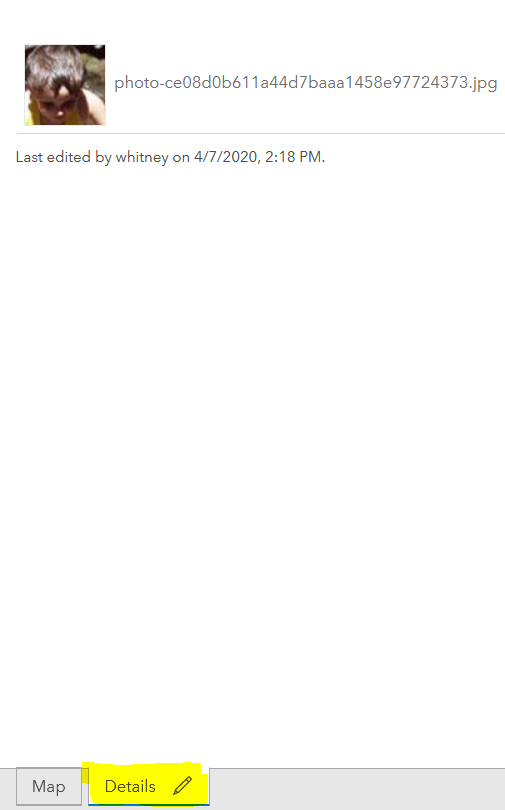 photo-ce08d0b611a44d7baaa1458e97724373.jpg
Last edited by whitney on 4/7/2020, 2:18 PM.
Map Details